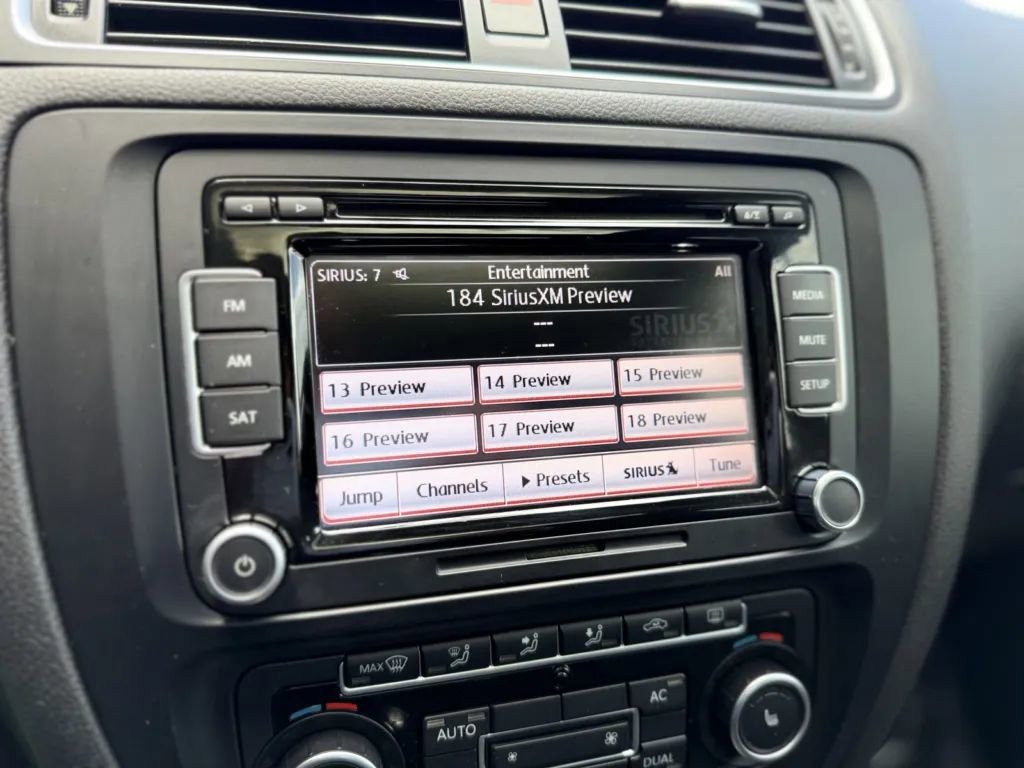 SIRIUS: 7 Entertainment All
184 SiriusXM Preview
---
SIRIUS
---
13 Preview 14 Preview 15 Preview
16 Preview 17 Preview 18 Preview
Jump Channels Presets SIRIUS Tune
FM
AM
SAT
MEDIA
MUTE
SETUP
MAX
AUTO
AC
DUAL